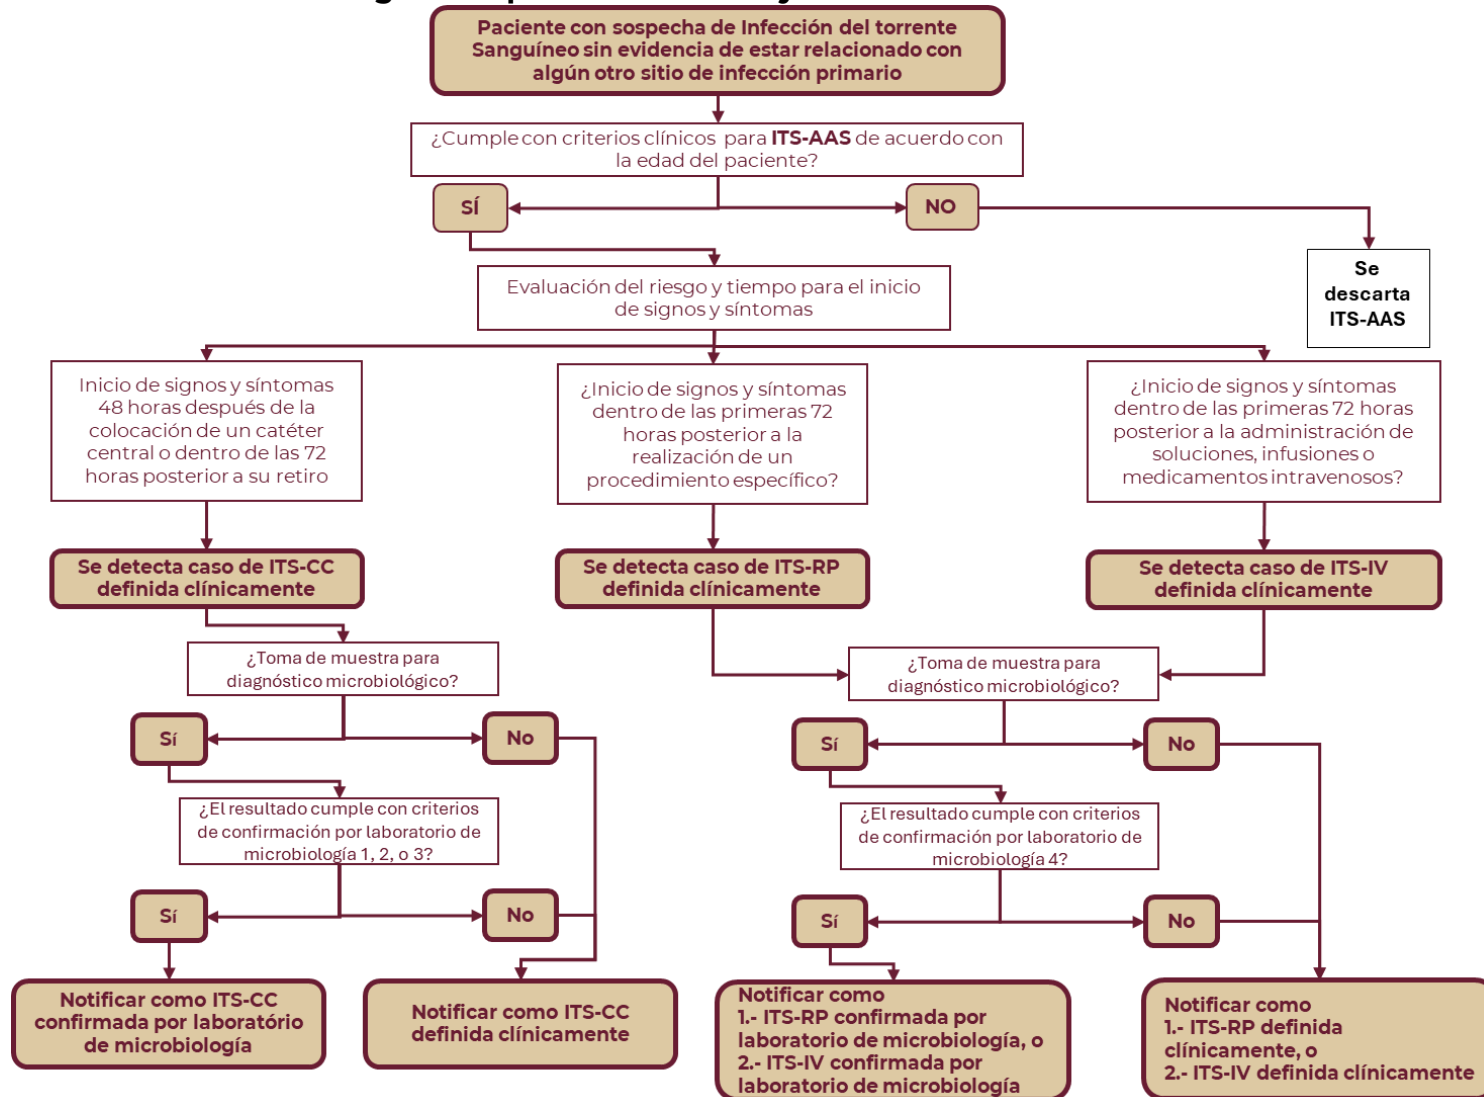 Paciente con sospecha de Infección del torrente
Sanguíneo sin evidencia de estar relacionado con
algún otro sitio de infección primario
¿Cumple con criterios clínicos para ITS-AAS de acuerdo con
la edad del paciente?
SÍ
NO
Se
descarta
ITS-AAS
Evaluación del riesgo y tiempo para el inicio
de signos y síntomas
Inicio de signos y síntomas
48 horas después de la
colocación de un catéter
central o dentro de las 72
horas posterior a su retiro
¿Inicio de signos y síntomas
dentro de las primeras 72
horas posterior a la
realización de un
procedimiento específico?
¿Inicio de signos y síntomas
dentro de las primeras 72 horas
posterior a la administración de
soluciones, infusiones o
medicamentos intravenosos?
Se detecta caso de ITS-CC
definida clínicamente
Se detecta caso de ITS-RP
definida clínicamente
Se detecta caso de ITS-IV
definida clínicamente
¿Toma de muestra para
diagnóstico microbiológico?
¿Toma de muestra para
diagnóstico microbiológico?
Sí
No
Sí
No
¿El resultado cumple con criterios
de confirmación por laboratorio de
microbiología 1, 2, o 3?
¿El resultado cumple con criterios
de confirmación por laboratorio de
microbiología 4?
Sí
No
Sí
No
Notificar como ITS-CC
confirmada por laboratório
de microbiología
Notificar como ITS-CC
definida clínicamente
Notificar como
1.- ITS-RP confirmada por
laboratorio de microbiología, o
2.- ITS-IV confirmada por
laboratorio de microbiología
Notificar como
1.- ITS-RP definida
clínicamente, o
2.- ITS-IV definida clínicamente